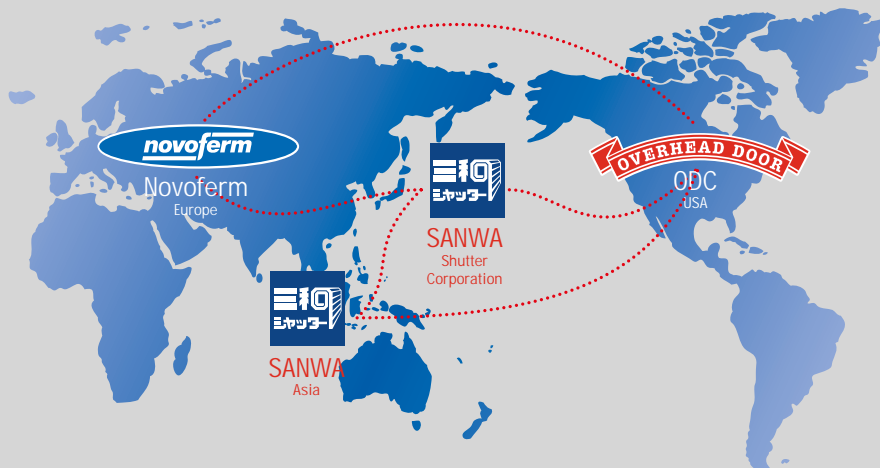 novoferm
Novoferm
Europe
三和
シャッター
SANWA
Shutter
Corporation
OVERHEAD DOOR
ODC
USA
三和
シャッター
SANWA
Asia